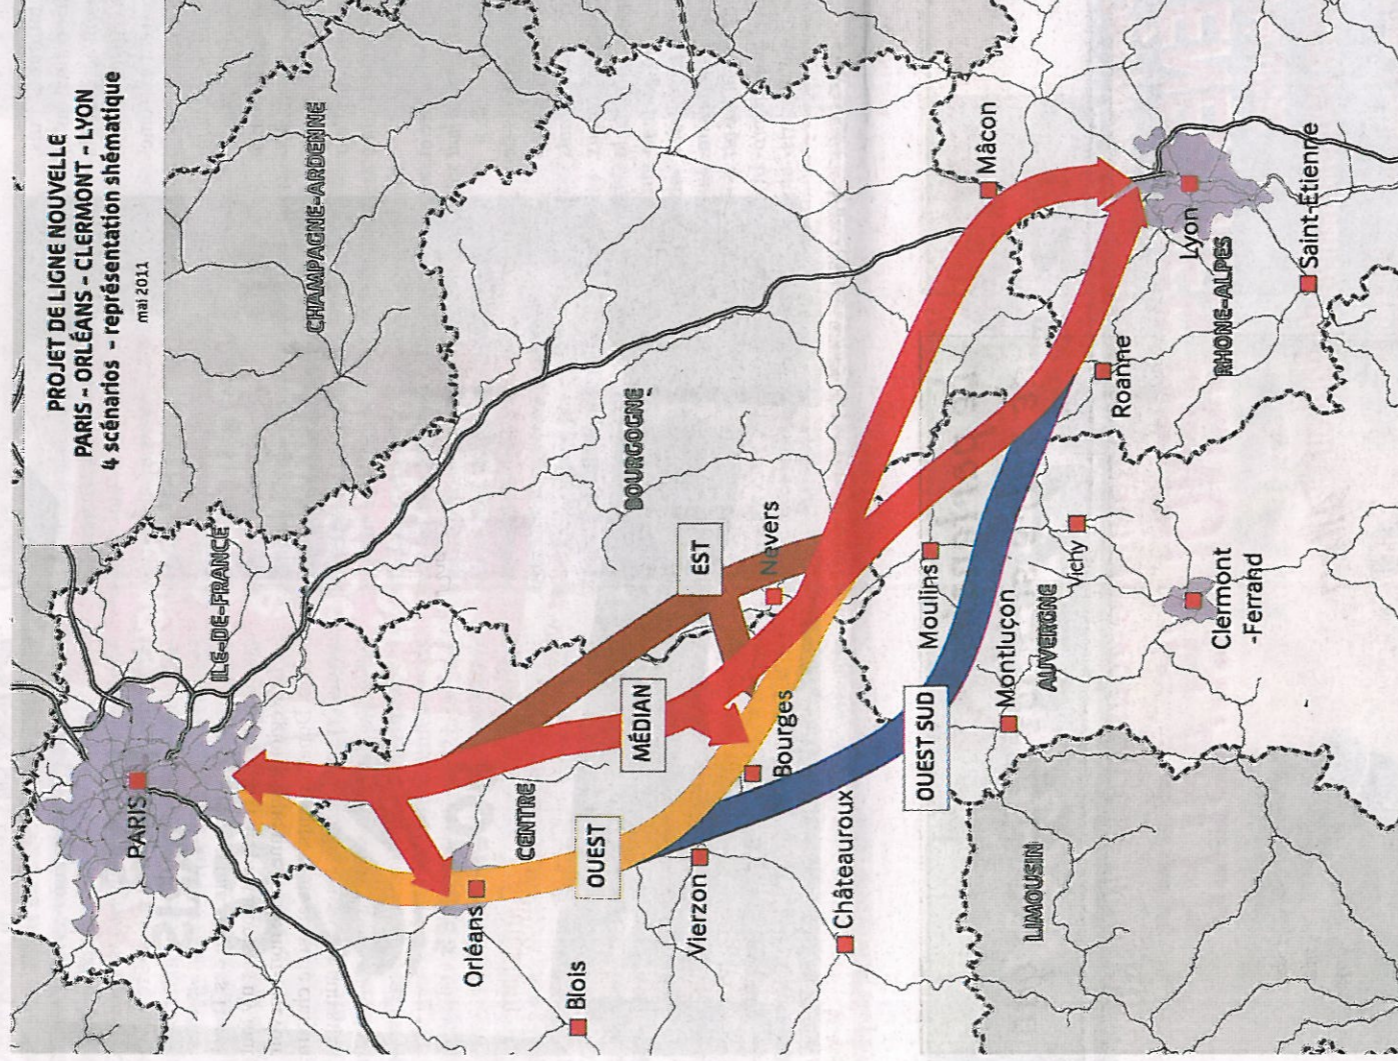 PROJET DE LIGNE NOUVELLE
PARIS - ORLÉANS - CLERMONT - LYON
4 scénarios - représentation shématique
mai 2011
CHAMPAGNE-ARDENNE
ILE-DE-FRANCE
PARIS
Orléans
CENTRE
Blois
OUEST
MÉDIAN
EST
BOURGOGNE
Nevers
Vierzon
Bourges
Châteauroux
OUEST SUD
Moulins
Montluçon
AUVERGNE
LIMOUSIN
Vichy
Clermont
-Ferrand
Roanne
Mâcon
Lyon
RHONE-ALPES
Saint-Etienne